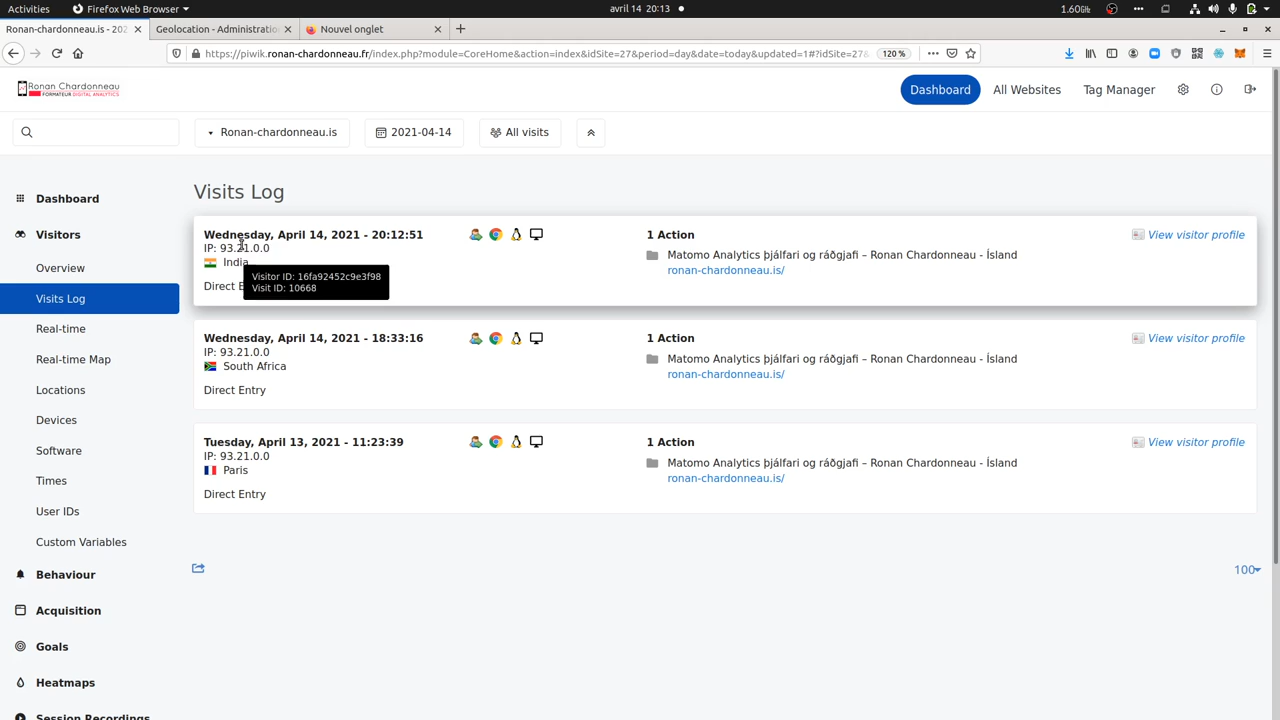 Activities
Firefox Web Browser
avril 14 20:13
1.60GHz
Ronan-chardonneau.is - 202
Geolocation - Administratio
Nouvel onglet
https://piwik.ronan-chardonneau.fr/index.php?module=CoreHome&action=index&idSite=27&period=day&date=today&updated=1#?idSite=27&
120 %
Ronan Chardonneau
FORMATEUR DIGITAL ANALYTICS
Dashboard
All Websites
Tag Manager
Ronan-chardonneau.is
2021-04-14
All visits
Dashboard
Visitors
Overview
Visits Log
Real-time
Real-time Map
Locations
Devices
Software
Times
User IDs
Custom Variables
Behaviour
Acquisition
Goals
Heatmaps
Session Recordings
Visits Log
Wednesday, April 14, 2021 - 20:12:51
IP: 93.21.0.0
India
Visitor ID: 16fa92452c9e3f98
Visit ID: 10668
Direct E
1 Action
Matomo Analytics þjálfari og ráðgjafi – Ronan Chardonneau - Ísland
ronan-chardonneau.is/
View visitor profile
Wednesday, April 14, 2021 - 18:33:16
IP: 93.21.0.0
South Africa
Direct Entry
1 Action
Matomo Analytics þjálfari og ráðgjafi – Ronan Chardonneau - Ísland
ronan-chardonneau.is/
View visitor profile
Tuesday, April 13, 2021 - 11:23:39
IP: 93.21.0.0
Paris
Direct Entry
1 Action
Matomo Analytics þjálfari og ráðgjafi – Ronan Chardonneau - Ísland
ronan-chardonneau.is/
View visitor profile
100